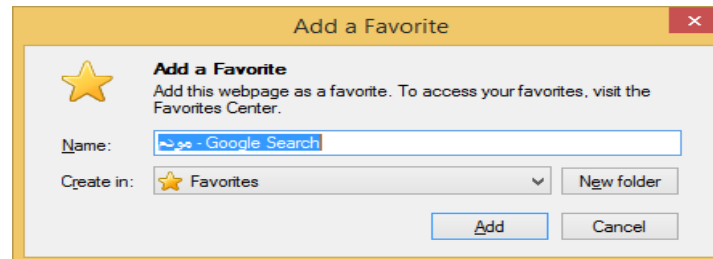 Add a Favorite
×
Add a Favorite
Add this webpage as a favorite. To access your favorites, visit the
Favorites Center.
Name:
- Google Search
Create in:
Favorites
New folder
Add
Cancel